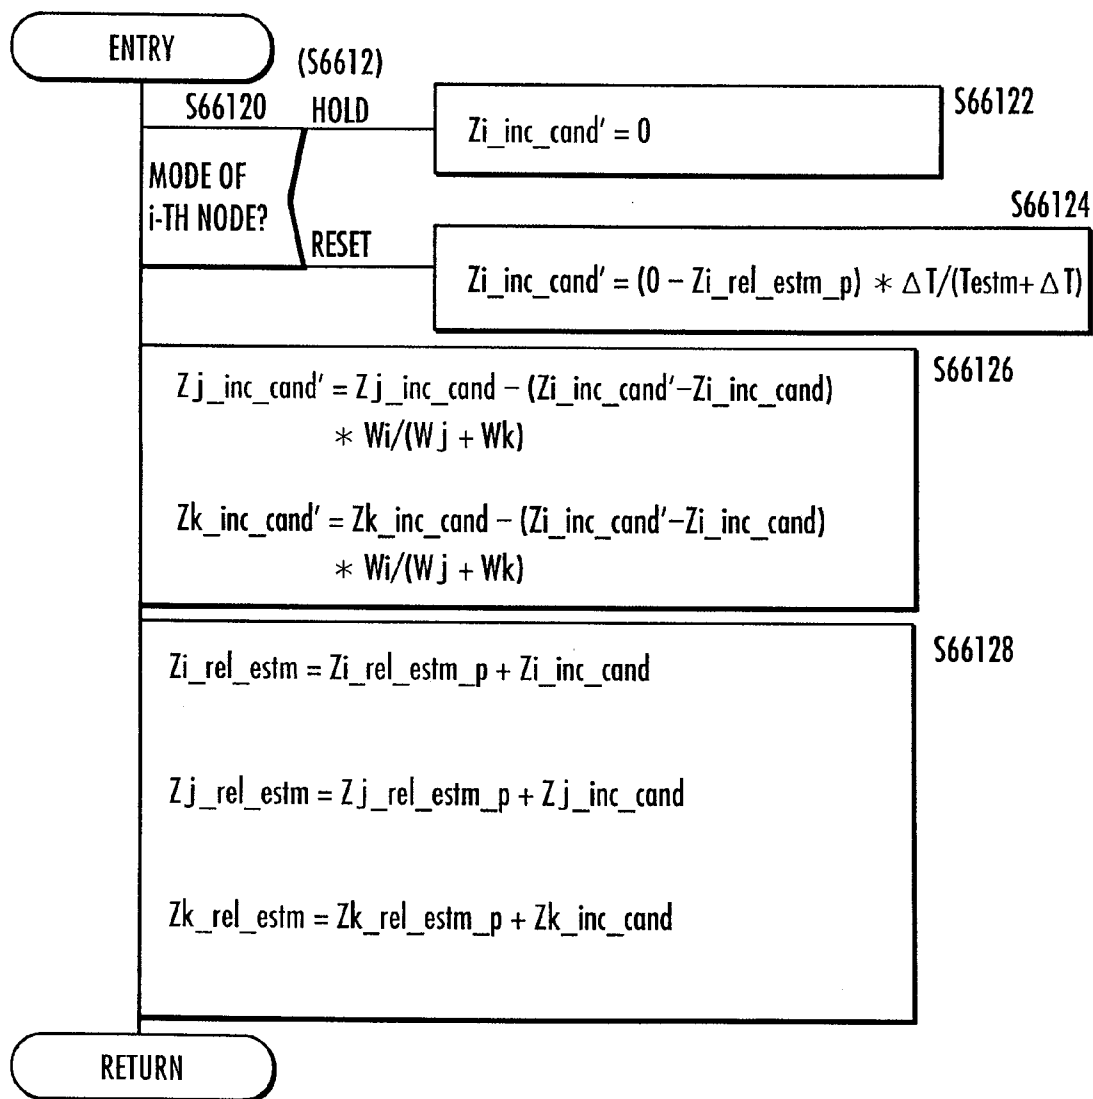 ENTRY
(S6612)
S66120
HOLD
S66122
Zi_inc_cand′ = 0
MODE OF
i-TH NODE?
S66124
RESET
Zi_inc_cand′ = (0 − Zi_rel_estm_p) * ΔT/(Testm+ΔT)
S66126
Zj_inc_cand′ = Zj_inc_cand − (Zi_inc_cand′−Zi_inc_cand)
* Wi/(Wj + Wk)
Zk_inc_cand′ = Zk_inc_cand − (Zi_inc_cand′−Zi_inc_cand)
* Wi/(Wj + Wk)
S66128
Zi_rel_estm = Zi_rel_estm_p + Zi_inc_cand
Zj_rel_estm = Zj_rel_estm_p + Zj_inc_cand
Zk_rel_estm = Zk_rel_estm_p + Zk_inc_cand
RETURN